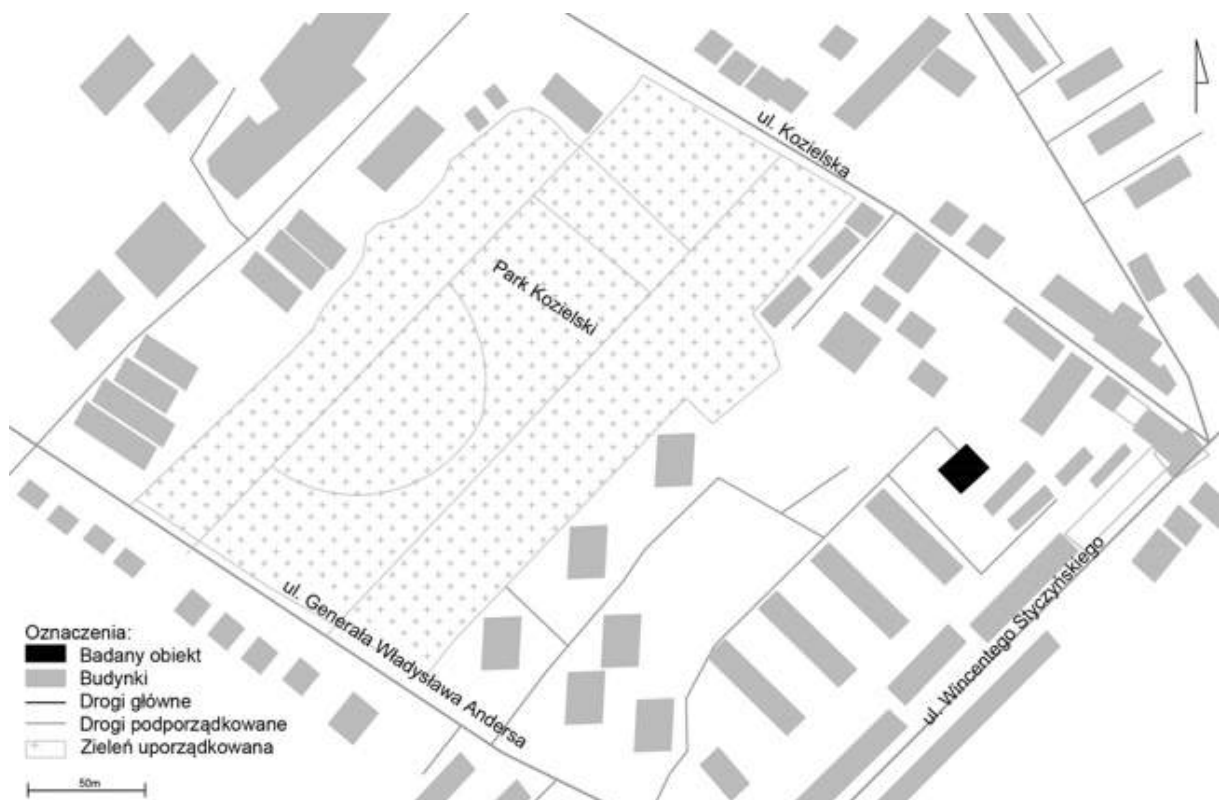 ul. Kozielska
Park Kozielski
ul. Generała Władysława Andersa
ul. Wincentego Styczyńskiego
Oznaczenia:
Badany obiekt
Budynki
Drogi główne
Drogi podporządkowane
Zieleń uporządkowana
50m